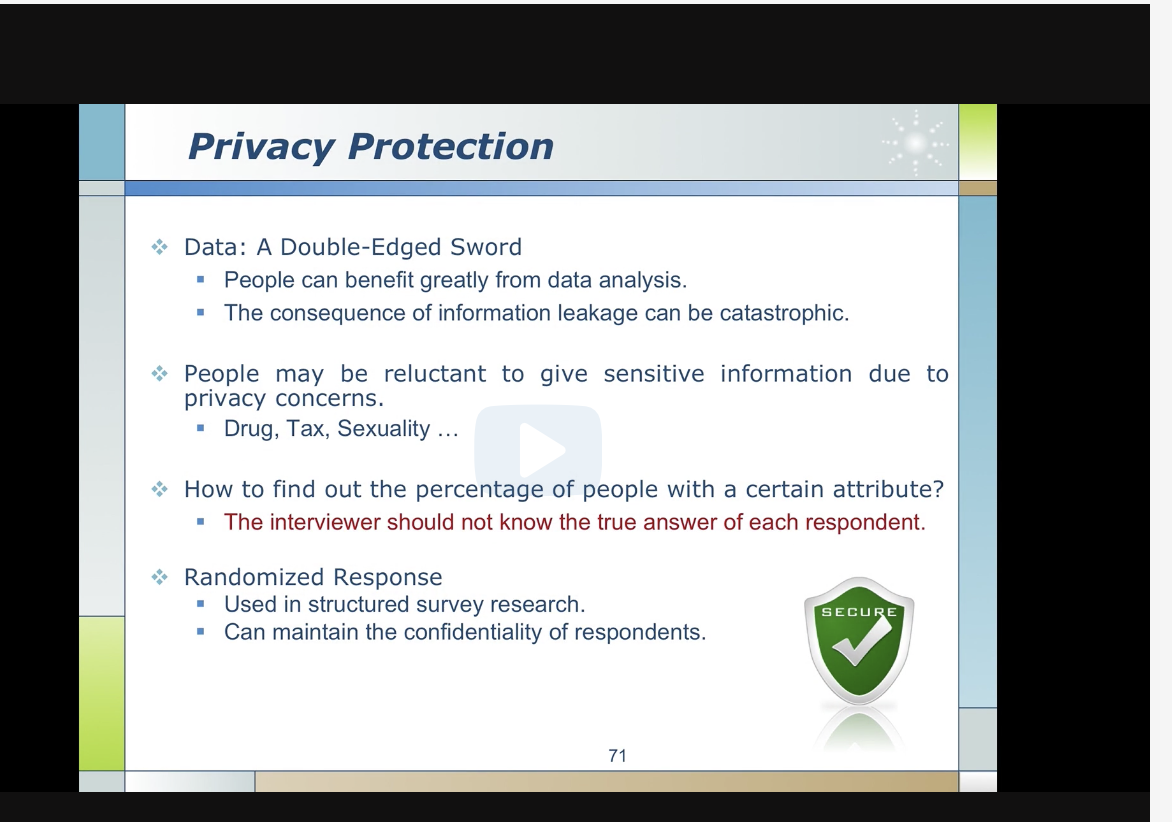 Privacy Protection
Data: A Double-Edged Sword
People can benefit greatly from data analysis.
The consequence of information leakage can be catastrophic.
People may be reluctant to give sensitive information due to
privacy concerns.
Drug, Tax, Sexuality …
How to find out the percentage of people with a certain attribute?
The interviewer should not know the true answer of each respondent.
Randomized Response
Used in structured survey research.
Can maintain the confidentiality of respondents.
SECURE
71